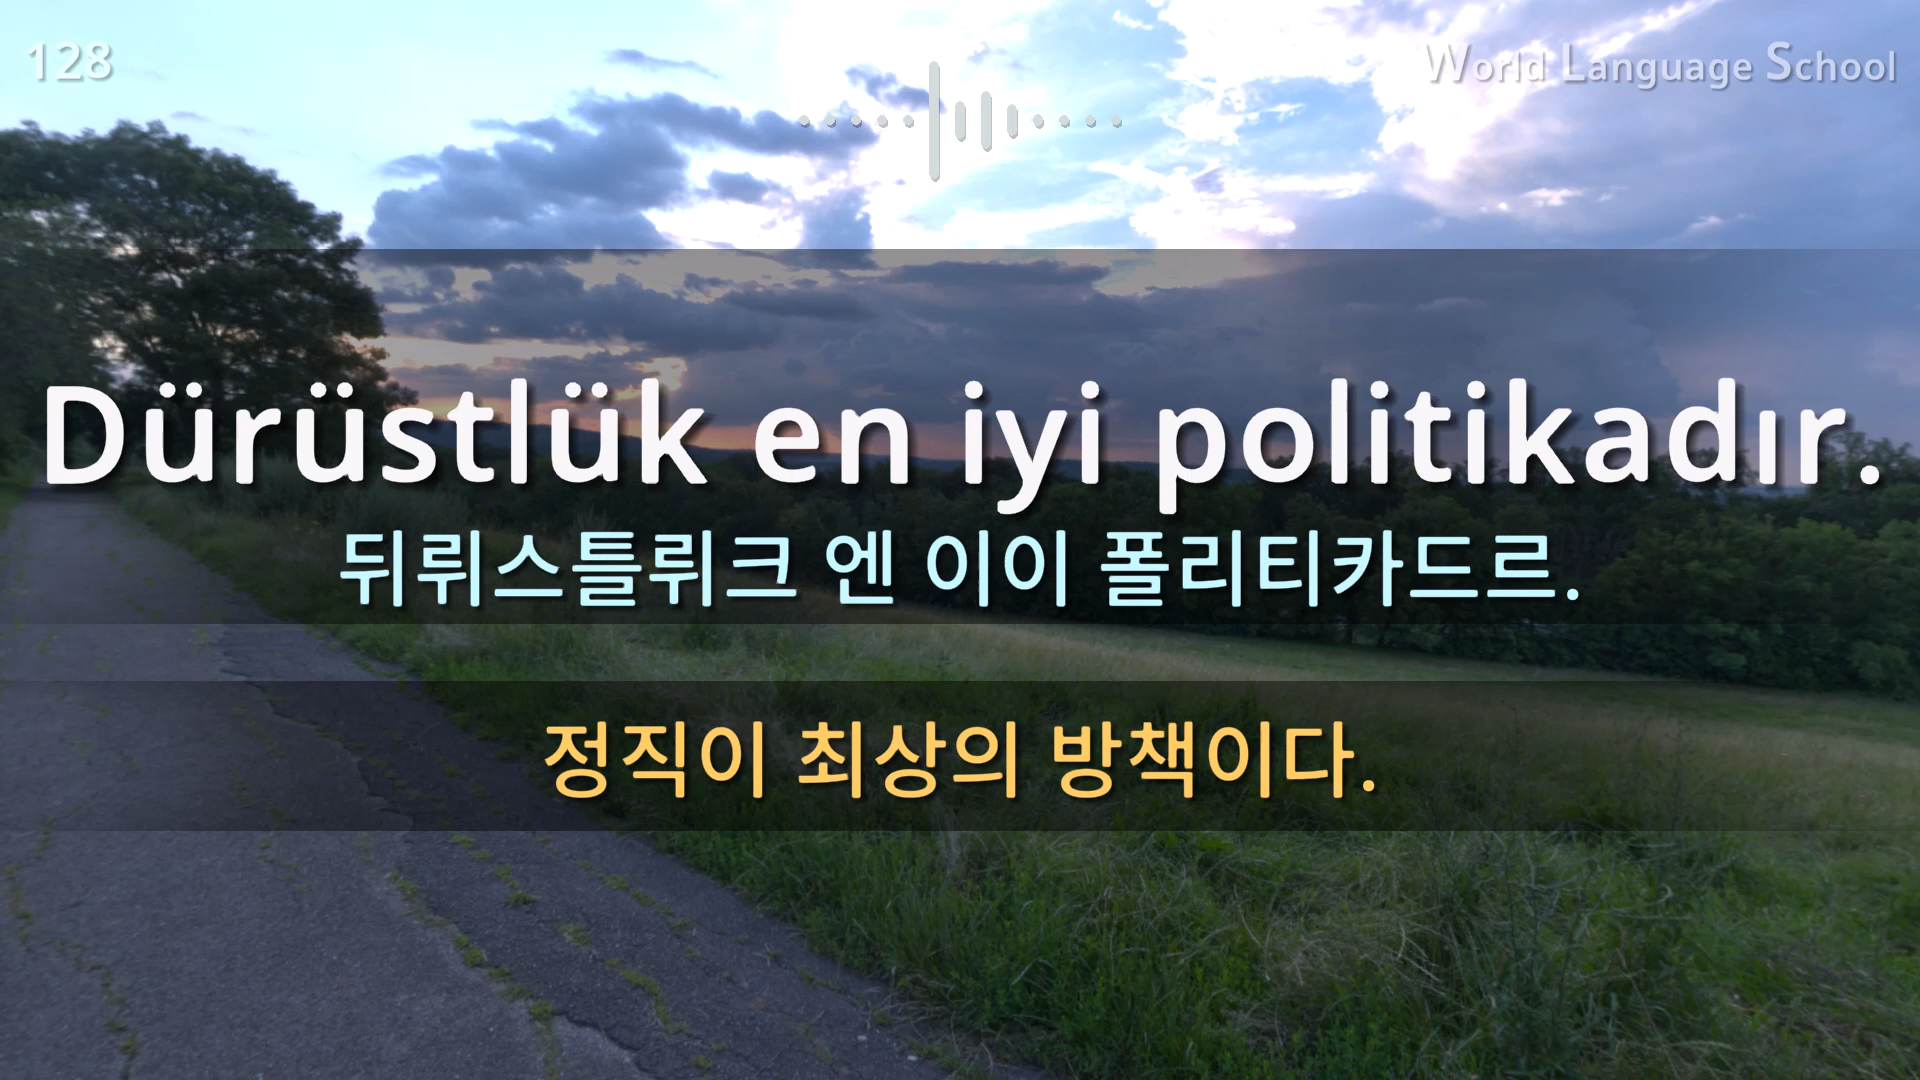 128
World Language School
Dürüstlük en iyi politikadır.
뒤뤼스틀뤼크 엔 이이 폴리티카드르.
정직이 최상의 방책이다.